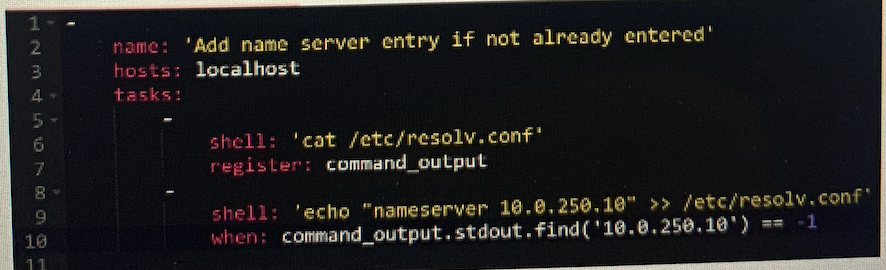 1 -
2 name: 'Add name server entry if not already entered'
3 hosts: localhost
4 tasks:
5 -
6 shell: 'cat /etc/resolv.conf'
7 register: command_output
8 -
9 shell: 'echo "nameserver 10.0.250.10" >> /etc/resolv.conf'
10 when: command_output.stdout.find('10.0.250.10') == -1
11